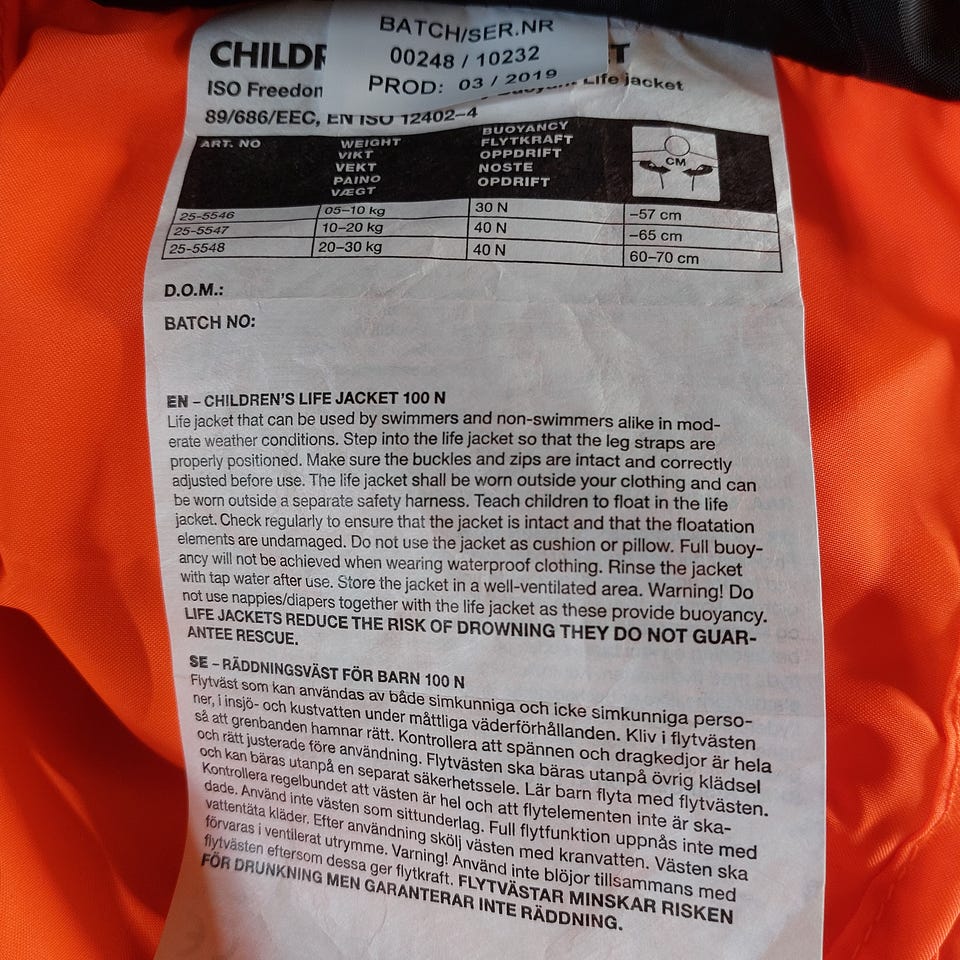 BATCH/SER.NR
00248 / 10232
PROD: 03 / 2019
ISO Freedom Life jacket
89/686/EEC, EN ISO 12402–4
ART. NO
WEIGHT
VIKT
VEKT
PAINO
VÆGT
BUOYANCY
FLYTKRAFT
OPPDRIFT
NOSTE
OPDRIFT
CM
25-5546 05–10 kg 30 N –57 cm
25-5547 10–20 kg 40 N –65 cm
25-5548 20–30 kg 40 N 60–70 cm
D.O.M.:
BATCH NO:
EN – CHILDREN'S LIFE JACKET 100 N
Life jacket that can be used by swimmers and non-swimmers alike in mod-
erate weather conditions. Step into the life jacket so that the leg straps are
properly positioned. Make sure the buckles and zips are intact and correctly
adjusted before use. The life jacket shall be worn outside your clothing and can
be worn outside a separate safety harness. Teach children to float in the life
jacket. Check regularly to ensure that the jacket is intact and that the floatation
elements are undamaged. Do not use the jacket as cushion or pillow. Full buoy-
ancy will not be achieved when wearing waterproof clothing. Rinse the jacket
with tap water after use. Store the jacket in a well-ventilated area. Warning! Do
not use nappies/diapers together with the life jacket as these provide buoyancy.
LIFE JACKETS REDUCE THE RISK OF DROWNING THEY DO NOT GUAR-
ANTEE RESCUE.
SE – RÄDDNINGSVÄST FÖR BARN 100 N
Flytväst som kan användas av både simkunniga och icke simkunniga perso-
ner, i insjö- och kustvatten under måttliga väderförhållanden. Kliv i flytvästen
så att grenbanden hamnar rätt. Kontrollera att spännen och dragkedjor är hela
och rätt justerade före användning. Flytvästen ska bäras utanpå övrig klädsel
och kan bäras utanpå en separat säkerhetssele. Lär barn flyta med flytvästen.
Kontrollera regelbundet att västen är hel och att flytelementen inte är ska-
dade. Använd inte västen som sittunderlag. Full flytfunktion uppnås inte med
vattentäta kläder. Efter användning skölj västen med kranvatten. Västen ska
förvaras i ventilerat utrymme. Varning! Använd inte blöjor tillsammans med
flytvästen eftersom dessa ger flytkraft. FLYTVÄSTAR MINSKAR RISKEN
FÖR DRUNKNING MEN GARANTERAR INTE RÄDDNING.